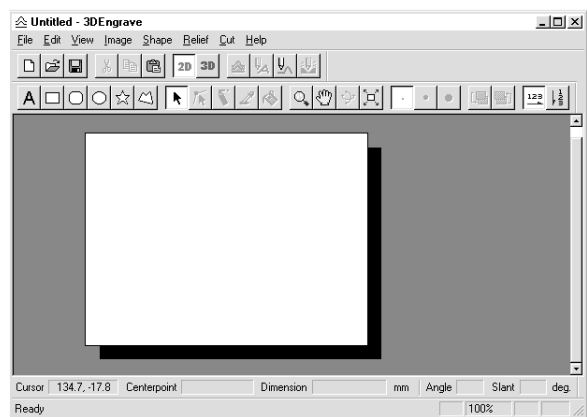 Untitled - 3DEngrave
File Edit View Image Shape Relief Cut Help
2D 3D
A 123 123
Cursor 134.7, -17.8 Centerpoint Dimension mm Angle Slant deg.
Ready 100%